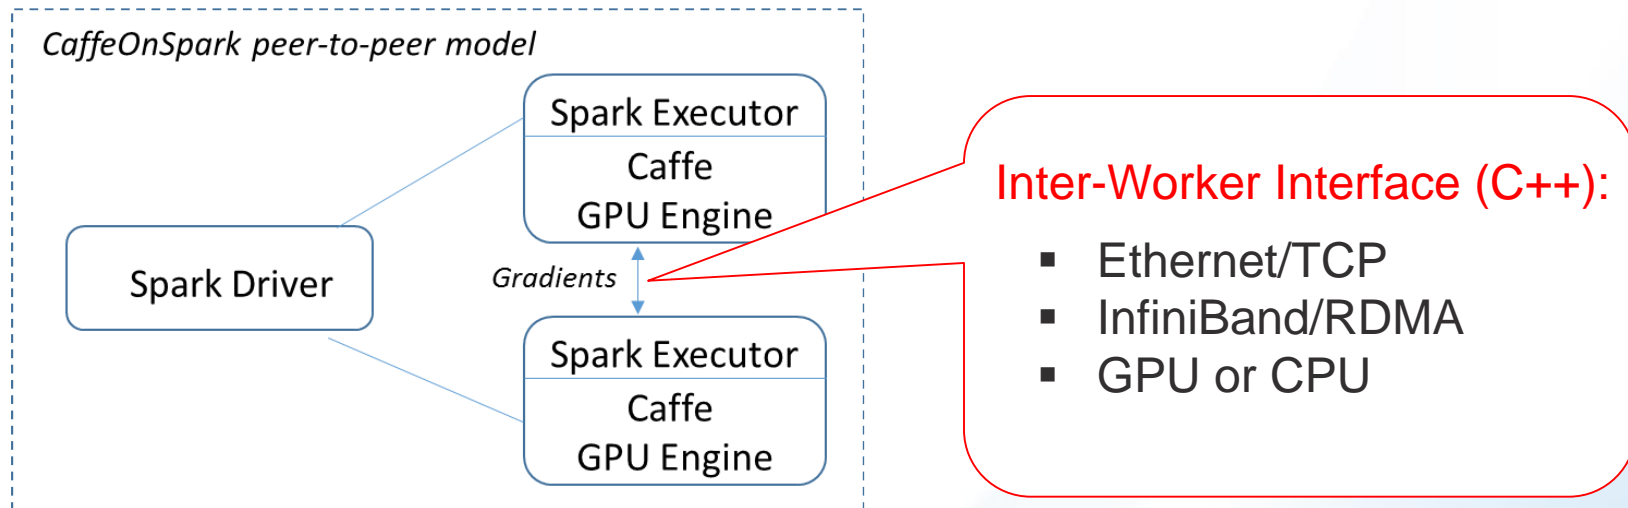 CaffeOnSpark peer-to-peer model
Spark Executor
Caffe
GPU Engine
Spark Driver
Gradients
Spark Executor
Caffe
GPU Engine
Inter-Worker Interface (C++):
▪ Ethernet/TCP
▪ InfiniBand/RDMA
▪ GPU or CPU